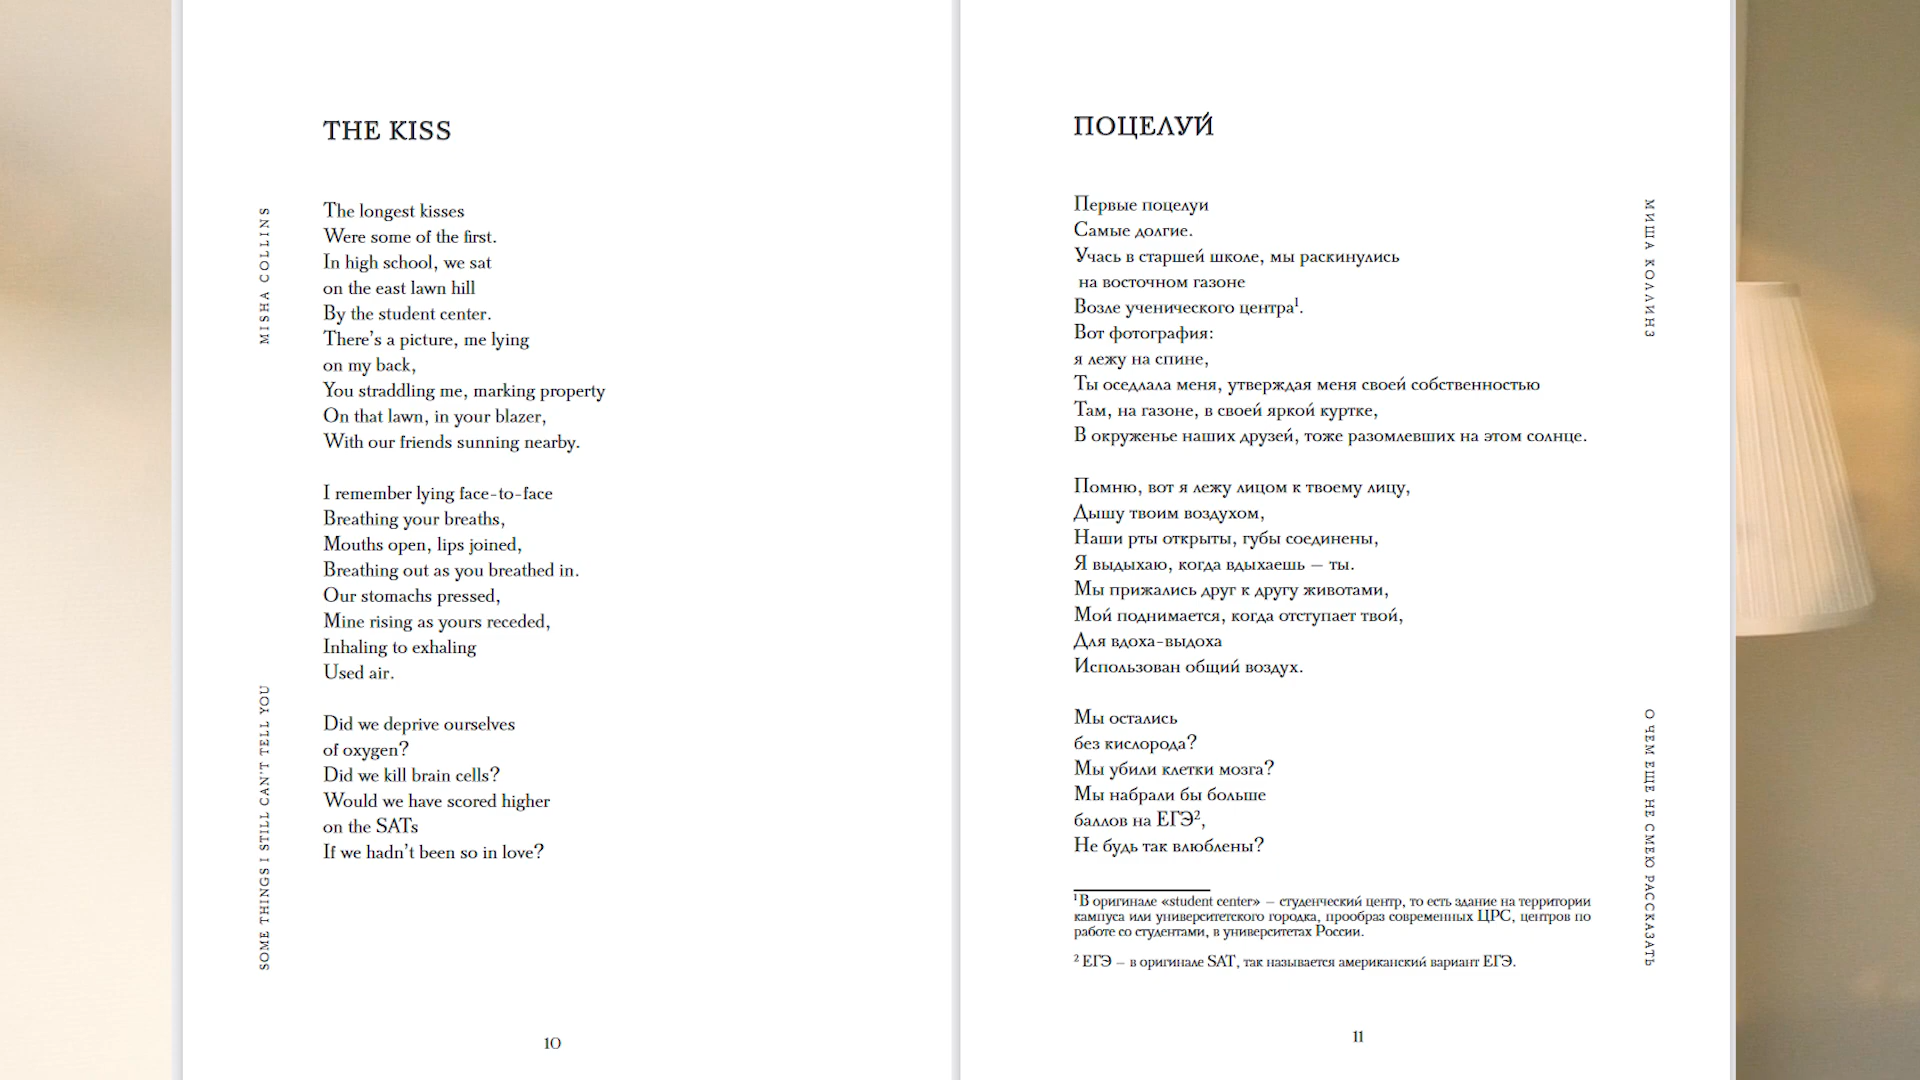 THE KISS
MISHA COLLINS
The longest kisses
Were some of the first.
In high school, we sat
on the east lawn hill
By the student center.
There's a picture, me lying
on my back,
You straddling me, marking property
On that lawn, in your blazer,
With our friends sunning nearby.
I remember lying face-to-face
Breathing your breaths,
Mouths open, lips joined,
Breathing out as you breathed in.
Our stomachs pressed,
Mine rising as yours receded,
Inhaling to exhaling
Used air.
Did we deprive ourselves
of oxygen?
Did we kill brain cells?
Would we have scored higher
on the SATs
If we hadn't been so in love?
SOME THINGS I STILL CAN'T TELL YOU
10
ПОЦЕЛУЙ
МИША КОЛЛИНЗ
Первые поцелуи
Самые долгие.
Учась в старшей школе, мы раскинулись
на восточном газоне
Возле ученического центра¹.
Вот фотография:
я лежу на спине,
Ты оседлала меня, утверждая меня своей собственностью
Там, на газоне, в своей яркой куртке,
В окруженье наших друзей, тоже разомлевших на этом солнце.
Помню, вот я лежу лицом к твоему лицу,
Дышу твоим воздухом,
Наши рты открыты, губы соединены,
Я выдыхаю, когда вдыхаешь – ты.
Мы прижались друг к другу животами,
Мой поднимается, когда отступает твой,
Для вдоха-выдоха
Использован общий воздух.
Мы остались
без кислорода?
Мы убили клетки мозга?
Мы набрали бы больше
баллов на ЕГЭ²,
Не будь так влюблены?
¹ В оригинале «student center» – студенческий центр, то есть здание на территории
кампуса или университетского городка, прообраз современных ЦРС, центров по
работе со студентами, в университетах России.
² ЕГЭ – в оригинале SAT, так называется американский вариант ЕГЭ.
О ЧЕМ ЕЩЕ НЕ СМЕЮ РАССКАЗАТЬ
11